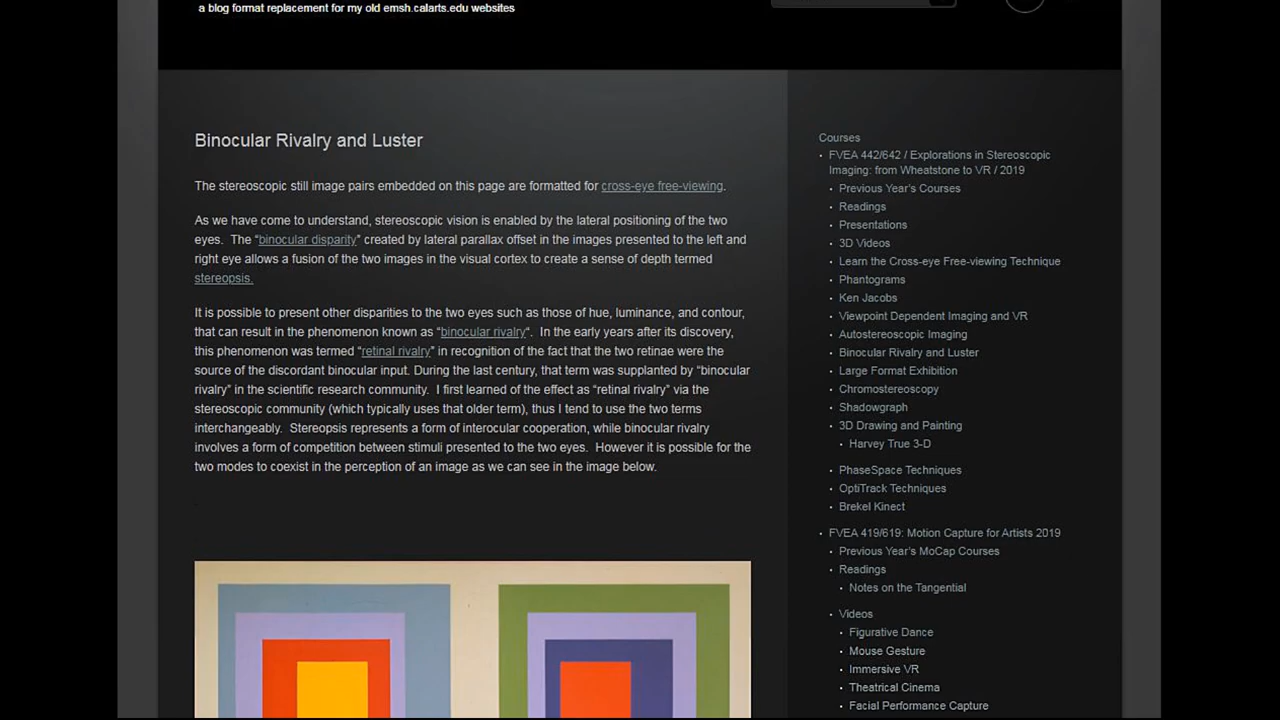 a blog format replacement for my old emsh.calarts.edu websites
Binocular Rivalry and Luster
The stereoscopic still image pairs embedded on this page are formatted for cross-eye free-viewing.
As we have come to understand, stereoscopic vision is enabled by the lateral positioning of the two
eyes.  The “binocular disparity” created by lateral parallax offset in the images presented to the left and
right eye allows a fusion of the two images in the visual cortex to create a sense of depth termed
stereopsis.
It is possible to present other disparities to the two eyes such as those of hue, luminance, and contour,
that can result in the phenomenon known as “binocular rivalry“.  In the early years after its discovery,
this phenomenon was termed “retinal rivalry” in recognition of the fact that the two retinae were the
source of the discordant binocular input. During the last century, that term was supplanted by “binocular
rivalry” in the scientific research community.  I first learned of the effect as “retinal rivalry” via the
stereoscopic community (which typically uses that older term), thus I tend to use the two terms
interchangeably.  Stereopsis represents a form of interocular cooperation, while binocular rivalry
involves a form of competition between stimuli presented to the two eyes.  However it is possible for the
two modes to coexist in the perception of an image as we can see in the image below.
Courses
FVEA 442/642 / Explorations in Stereoscopic
Imaging: from Wheatstone to VR / 2019
Previous Year’s Courses
Readings
Presentations
3D Videos
Learn the Cross-eye Free-viewing Technique
Phantograms
Ken Jacobs
Viewpoint Dependent Imaging and VR
Autostereoscopic Imaging
Binocular Rivalry and Luster
Large Format Exhibition
Chromostereoscopy
Shadowgraph
3D Drawing and Painting
Harvey True 3-D
PhaseSpace Techniques
OptiTrack Techniques
Brekel Kinect
FVEA 419/619: Motion Capture for Artists 2019
Previous Year’s MoCap Courses
Readings
Notes on the Tangential
Videos
Figurative Dance
Mouse Gesture
Immersive VR
Theatrical Cinema
Facial Performance Capture